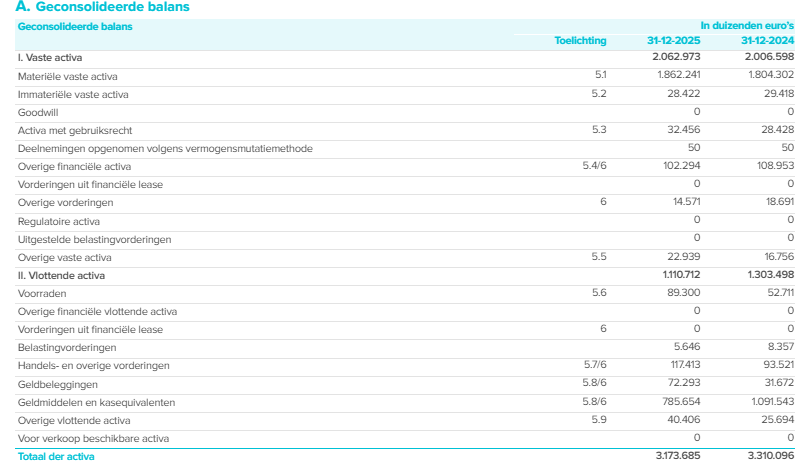 A. Geconsolideerde balans
Geconsolideerde balans In duizenden euro's
Toelichting 31-12-2025 31-12-2024
I. Vaste activa 2.062.973 2.006.598
Materiële vaste activa 5.1 1.862.241 1.804.302
Immateriële vaste activa 5.2 28.422 29.418
Goodwill 0 0
Activa met gebruiksrecht 5.3 32.456 28.428
Deelnemingen opgenomen volgens vermogensmutatiemethode 50 50
Overige financiële activa 5.4/6 102.294 108.953
Vorderingen uit financiële lease 0 0
Overige vorderingen 6 14.571 18.691
Regulatoire activa 0 0
Uitgestelde belastingvorderingen 0 0
Overige vaste activa 5.5 22.939 16.756
II. Vlottende activa 1.110.712 1.303.498
Voorraden 5.6 89.300 52.711
Overige financiële vlottende activa 0 0
Vorderingen uit financiële lease 6 0 0
Belastingvorderingen 5.646 8.357
Handels- en overige vorderingen 5.7/6 117.413 93.521
Geldbeleggingen 5.8/6 72.293 31.672
Geldmiddelen en kasequivalenten 5.8/6 785.654 1.091.543
Overige vlottende activa 5.9 40.406 25.694
Voor verkoop beschikbare activa 0 0
Totaal der activa 3.173.685 3.310.096